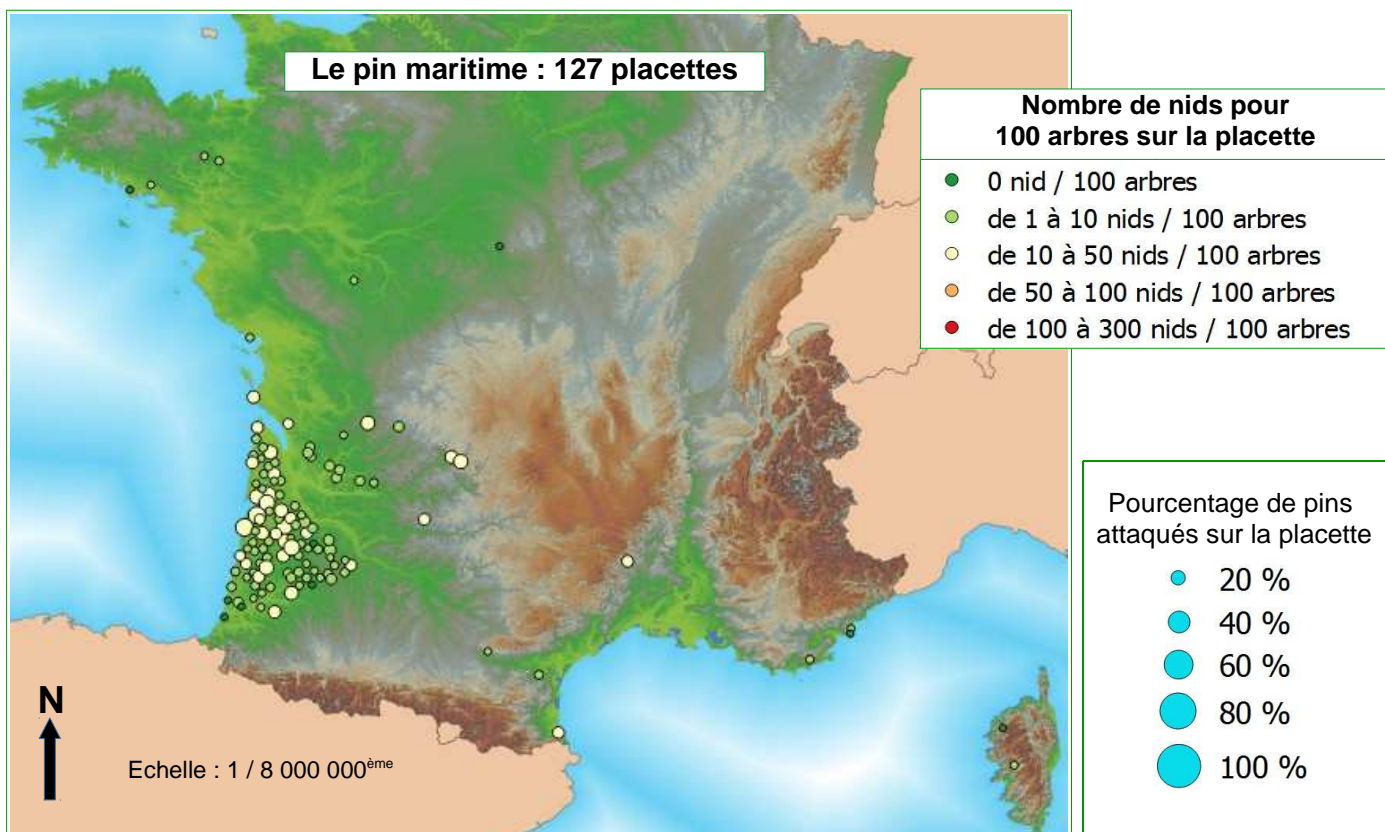 Le pin maritime : 127 placettes
Nombre de nids pour
100 arbres sur la placette
0 nid / 100 arbres
de 1 à 10 nids / 100 arbres
de 10 à 50 nids / 100 arbres
de 50 à 100 nids / 100 arbres
de 100 à 300 nids / 100 arbres
Pourcentage de pins
attaqués sur la placette
20 %
40 %
60 %
80 %
100 %
N
Echelle : 1 / 8 000 000ème